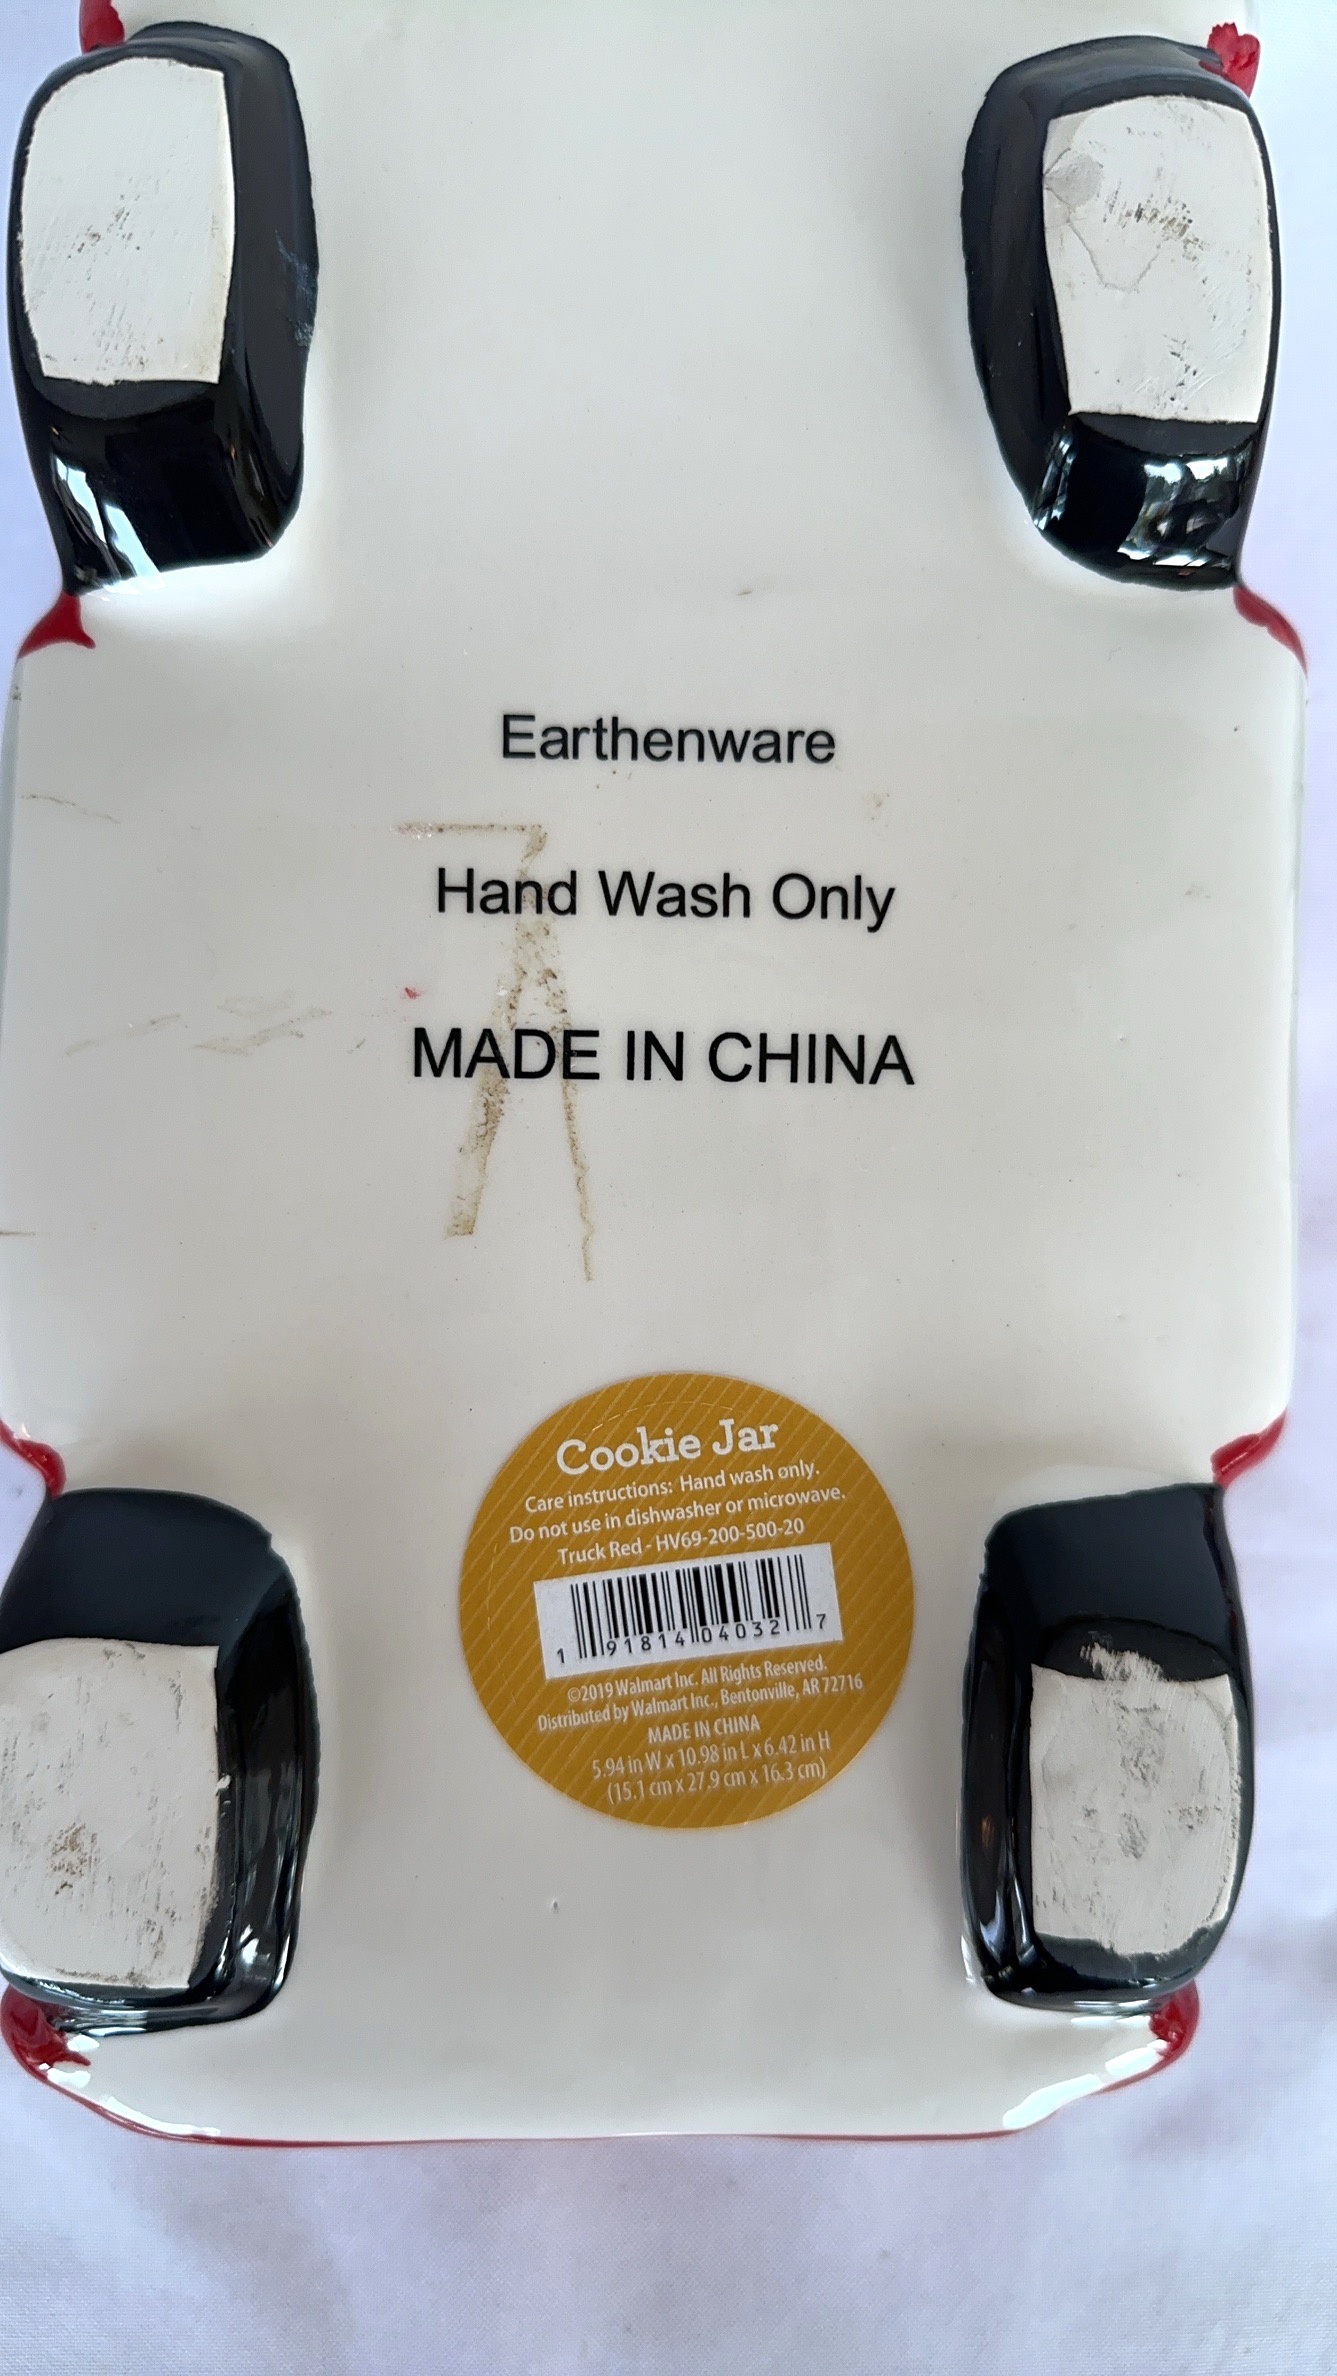 Earthenware
Hand Wash Only
MADE IN CHINA
Cookie Jar
Care instructions: Hand wash only.
Do not use in dishwasher or microwave.
Truck Red - HV69-200-500-20
1 91814 04032 7
©2019 Walmart Inc. All Rights Reserved.
Distributed by Walmart Inc., Bentonville, AR 72716
MADE IN CHINA
5.94 in W x 10.98 in L x 6.42 in H
(15.1 cm x 27.9 cm x 16.3 cm)